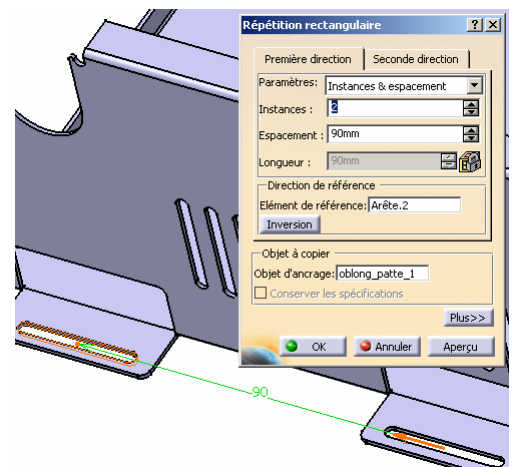 Répétition rectangulaire
Première direction
Seconde direction
Paramètres: Instances & espacement
Instances : 2
Espacement : 90mm
Longueur : 90mm
Direction de référence
Elément de référence: Arête.2
Inversion
Objet à copier
Objet d'ancrage: oblong_patte_1
Conserver les spécifications
Plus>>
OK
Annuler
Aperçu
90